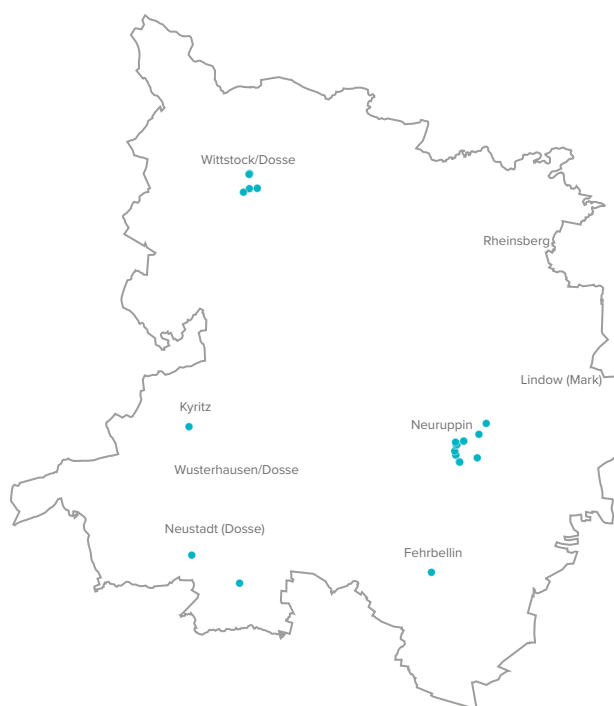 Wittstock/Dosse
Rheinsberg
Lindow (Mark)
Kyritz
Neuruppin
Wusterhausen/Dosse
Neustadt (Dosse)
Fehrbellin